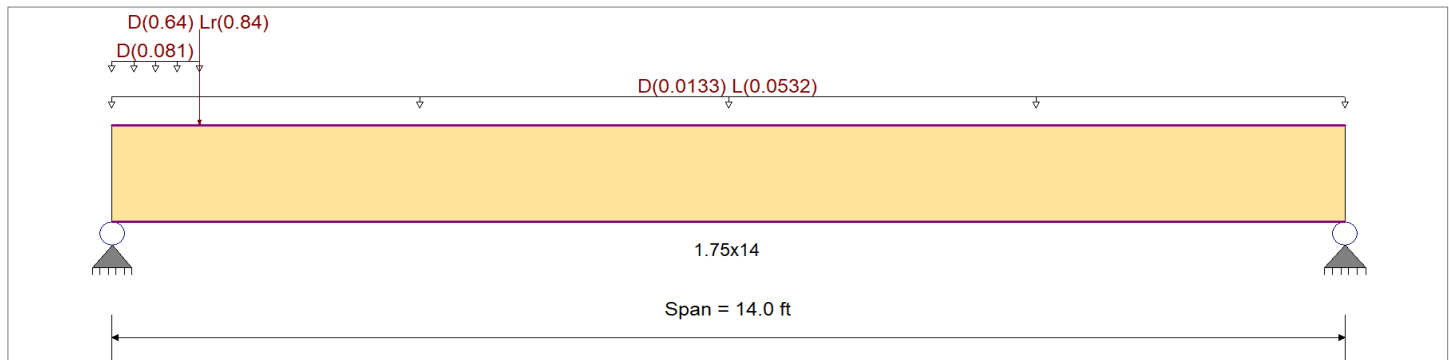 D(0.64) Lr(0.84)
D(0.081)
D(0.0133) L(0.0532)
1.75x14
Span = 14.0 ft